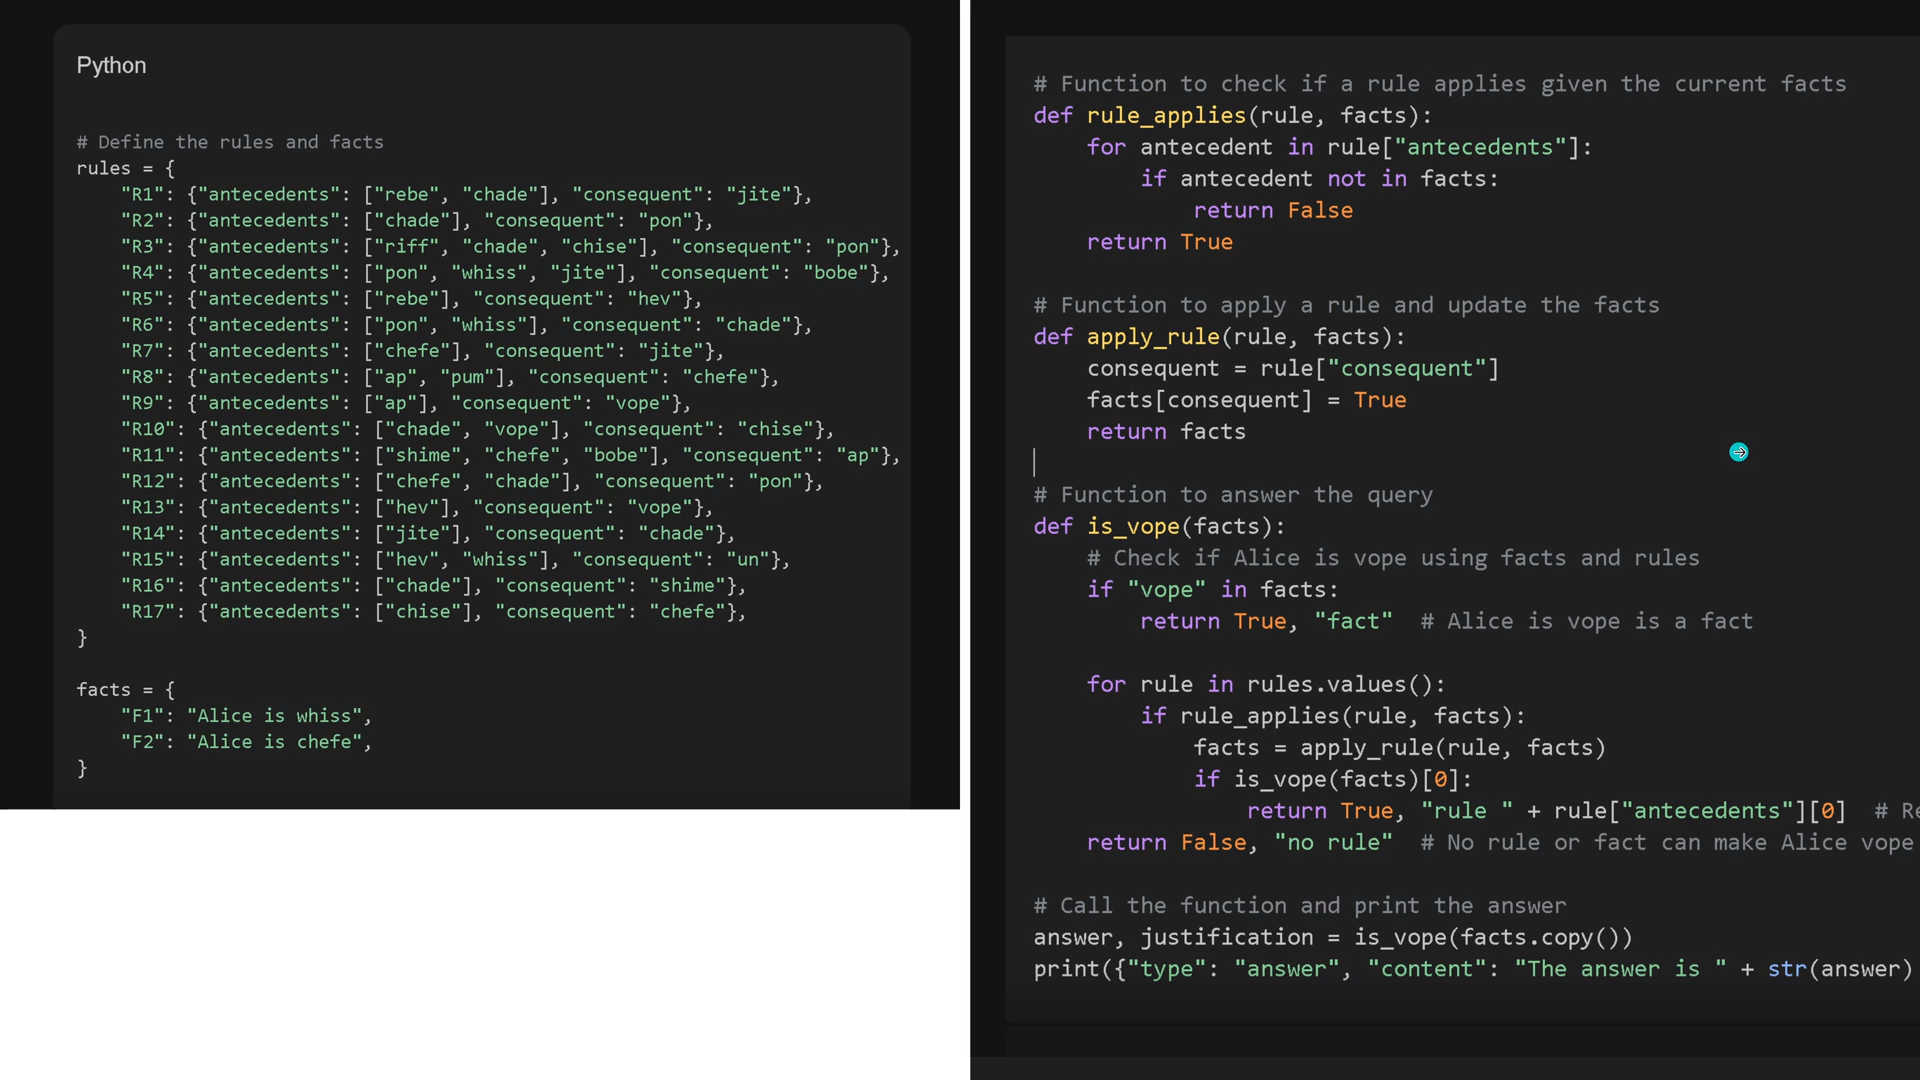 Python
# Define the rules and facts
rules = {
    "R1": {"antecedents": ["rebe", "chade"], "consequent": "jite"},
    "R2": {"antecedents": ["chade"], "consequent": "pon"},
    "R3": {"antecedents": ["riff", "chade", "chise"], "consequent": "pon"},
    "R4": {"antecedents": ["pon", "whiss", "jite"], "consequent": "bobe"},
    "R5": {"antecedents": ["rebe"], "consequent": "hev"},
    "R6": {"antecedents": ["pon", "whiss"], "consequent": "chade"},
    "R7": {"antecedents": ["chefe"], "consequent": "jite"},
    "R8": {"antecedents": ["ap", "pum"], "consequent": "chefe"},
    "R9": {"antecedents": ["ap"], "consequent": "vope"},
    "R10": {"antecedents": ["chade", "vope"], "consequent": "chise"},
    "R11": {"antecedents": ["shime", "chefe", "bobe"], "consequent": "ap"},
    "R12": {"antecedents": ["chefe", "chade"], "consequent": "pon"},
    "R13": {"antecedents": ["hev"], "consequent": "vope"},
    "R14": {"antecedents": ["jite"], "consequent": "chade"},
    "R15": {"antecedents": ["hev", "whiss"], "consequent": "un"},
    "R16": {"antecedents": ["chade"], "consequent": "shime"},
    "R17": {"antecedents": ["chise"], "consequent": "chefe"},
}
facts = {
    "F1": "Alice is whiss",
    "F2": "Alice is chefe",
}
# Function to check if a rule applies given the current facts
def rule_applies(rule, facts):
    for antecedent in rule["antecedents"]:
        if antecedent not in facts:
            return False
    return True
# Function to apply a rule and update the facts
def apply_rule(rule, facts):
    consequent = rule["consequent"]
    facts[consequent] = True
    return facts
# Function to answer the query
def is_vope(facts):
    # Check if Alice is vope using facts and rules
    if "vope" in facts:
        return True, "fact"  # Alice is vope is a fact
    for rule in rules.values():
        if rule_applies(rule, facts):
            facts = apply_rule(rule, facts)
            if is_vope(facts)[0]:
                return True, "rule " + rule["antecedents"][0]  #
    return False, "no rule"  # No rule or fact can make Alice vope
# Call the function and print the answer
answer, justification = is_vope(facts.copy())
print({"type": "answer", "content": "The answer is " + str(answer)